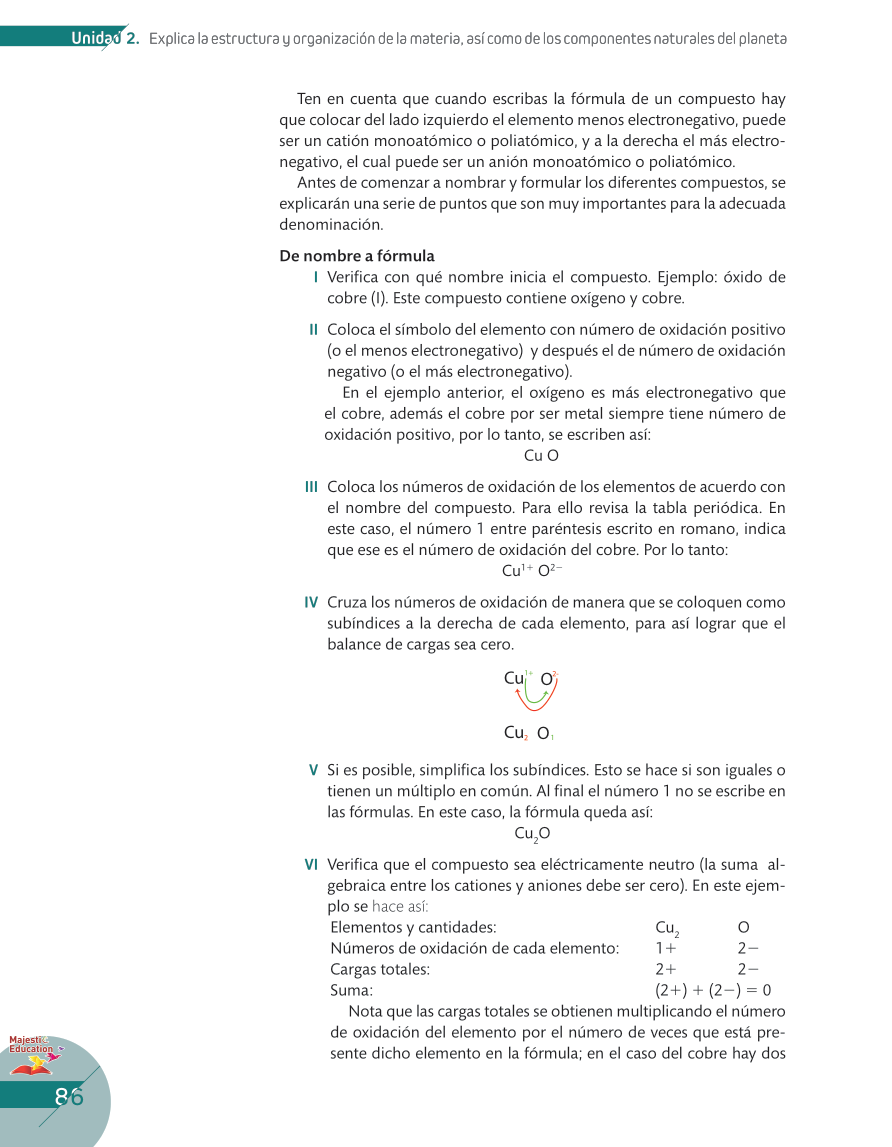 Unidad 2. Explica la estructura y organización de la materia, así como de los componentes naturales del planeta
Ten en cuenta que cuando escribas la fórmula de un compuesto hay
que colocar del lado izquierdo el elemento menos electronegativo, puede
ser un catión monoatómico o poliatómico, y a la derecha el más electro-
negativo, el cual puede ser un anión monoatómico o poliatómico.
Antes de comenzar a nombrar y formular los diferentes compuestos, se
explicarán una serie de puntos que son muy importantes para la adecuada
denominación.
De nombre a fórmula
I Verifica con qué nombre inicia el compuesto. Ejemplo: óxido de
cobre (I). Este compuesto contiene oxígeno y cobre.
II Coloca el símbolo del elemento con número de oxidación positivo
(o el menos electronegativo) y después el de número de oxidación
negativo (o el más electronegativo).
En el ejemplo anterior, el oxígeno es más electronegativo que
el cobre, además el cobre por ser metal siempre tiene número de
oxidación positivo, por lo tanto, se escriben así:
Cu O
III Coloca los números de oxidación de los elementos de acuerdo con
el nombre del compuesto. Para ello revisa la tabla periódica. En
este caso, el número 1 entre paréntesis escrito en romano, indica
que ese es el número de oxidación del cobre. Por lo tanto:
Cu¹⁺ O²⁻
IV Cruza los números de oxidación de manera que se coloquen como
subíndices a la derecha de cada elemento, para así lograr que el
balance de cargas sea cero.
Cu¹⁺ O²⁻
Cu₂ O₁
V Si es posible, simplifica los subíndices. Esto se hace si son iguales o
tienen un múltiplo en común. Al final el número 1 no se escribe en
las fórmulas. En este caso, la fórmula queda así:
Cu₂O
VI Verifica que el compuesto sea eléctricamente neutro (la suma al-
gebraica entre los cationes y aniones debe ser cero). En este ejem-
plo se hace así:
Elementos y cantidades: Cu₂ O
Números de oxidación de cada elemento: 1+ 2−
Cargas totales: 2+ 2−
Suma: (2+) + (2−) = 0
Nota que las cargas totales se obtienen multiplicando el número
de oxidación del elemento por el número de veces que está pre-
sente dicho elemento en la fórmula; en el caso del cobre hay dos
Majestic
Education
86